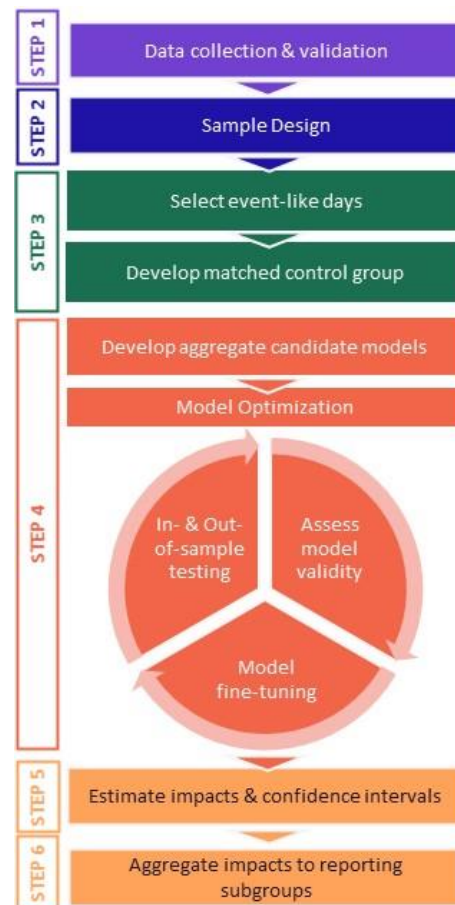 STEP 1
Data collection & validation
STEP 2
Sample Design
STEP 3
Select event-like days
Develop matched control group
STEP 4
Develop aggregate candidate models
Model Optimization
In- & Out-
of-sample
testing
Assess
model
validity
Model
fine-tuning
STEP 5
Estimate impacts & confidence intervals
STEP 6
Aggregate impacts to reporting
subgroups